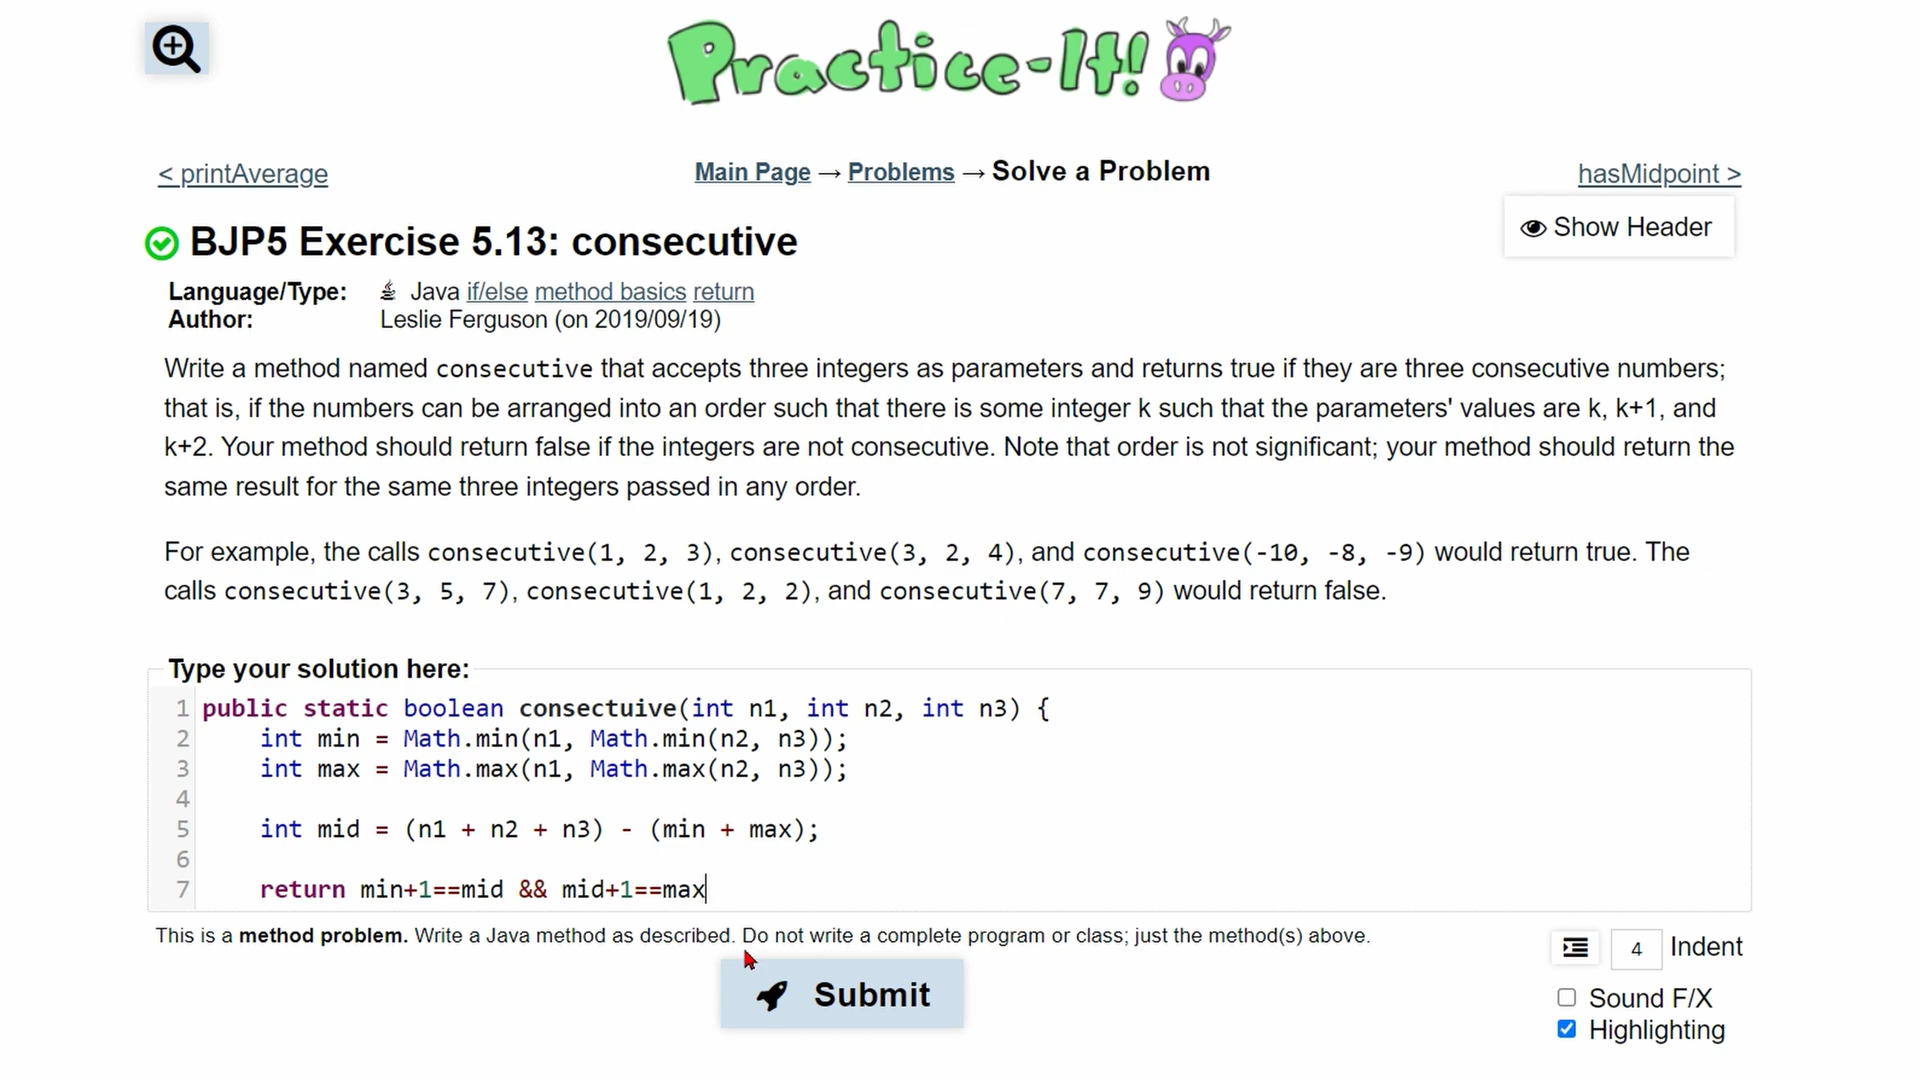 Practice-It!
< printAverage
Main Page → Problems → Solve a Problem
hasMidpoint >
Show Header
BJP5 Exercise 5.13: consecutive
Language/Type: Java if/else method basics return
Author: Leslie Ferguson (on 2019/09/19)
Write a method named consecutive that accepts three integers as parameters and returns true if they are three consecutive numbers;
that is, if the numbers can be arranged into an order such that there is some integer k such that the parameters' values are k, k+1, and
k+2. Your method should return false if the integers are not consecutive. Note that order is not significant; your method should return the
same result for the same three integers passed in any order.
For example, the calls consecutive(1, 2, 3), consecutive(3, 2, 4), and consecutive(-10, -8, -9) would return true. The
calls consecutive(3, 5, 7), consecutive(1, 2, 2), and consecutive(7, 7, 9) would return false.
Type your solution here:
1 public static boolean consectuive(int n1, int n2, int n3) {
2     int min = Math.min(n1, Math.min(n2, n3));
3     int max = Math.max(n1, Math.max(n2, n3));
4
5     int mid = (n1 + n2 + n3) - (min + max);
6
7     return min+1==mid && mid+1==max
This is a method problem. Write a Java method as described. Do not write a complete program or class; just the method(s) above.
4 Indent
Submit
Sound F/X
Highlighting